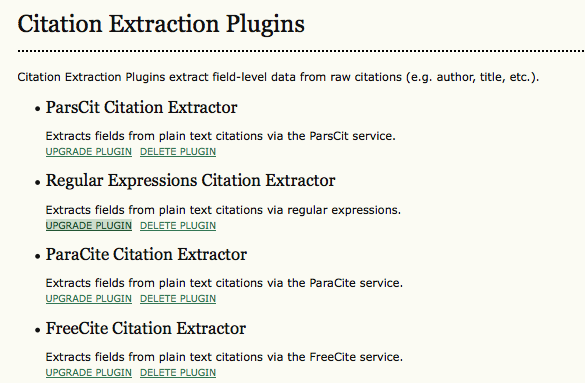 Citation Extraction Plugins
Citation Extraction Plugins extract field-level data from raw citations (e.g. author, title, etc.).
• ParsCit Citation Extractor
Extracts fields from plain text citations via the ParsCit service.
UPGRADE PLUGIN DELETE PLUGIN
• Regular Expressions Citation Extractor
Extracts fields from plain text citations via regular expressions.
UPGRADE PLUGIN DELETE PLUGIN
• ParaCite Citation Extractor
Extracts fields from plain text citations via the ParaCite service.
UPGRADE PLUGIN DELETE PLUGIN
• FreeCite Citation Extractor
Extracts fields from plain text citations via the FreeCite service.
UPGRADE PLUGIN DELETE PLUGIN